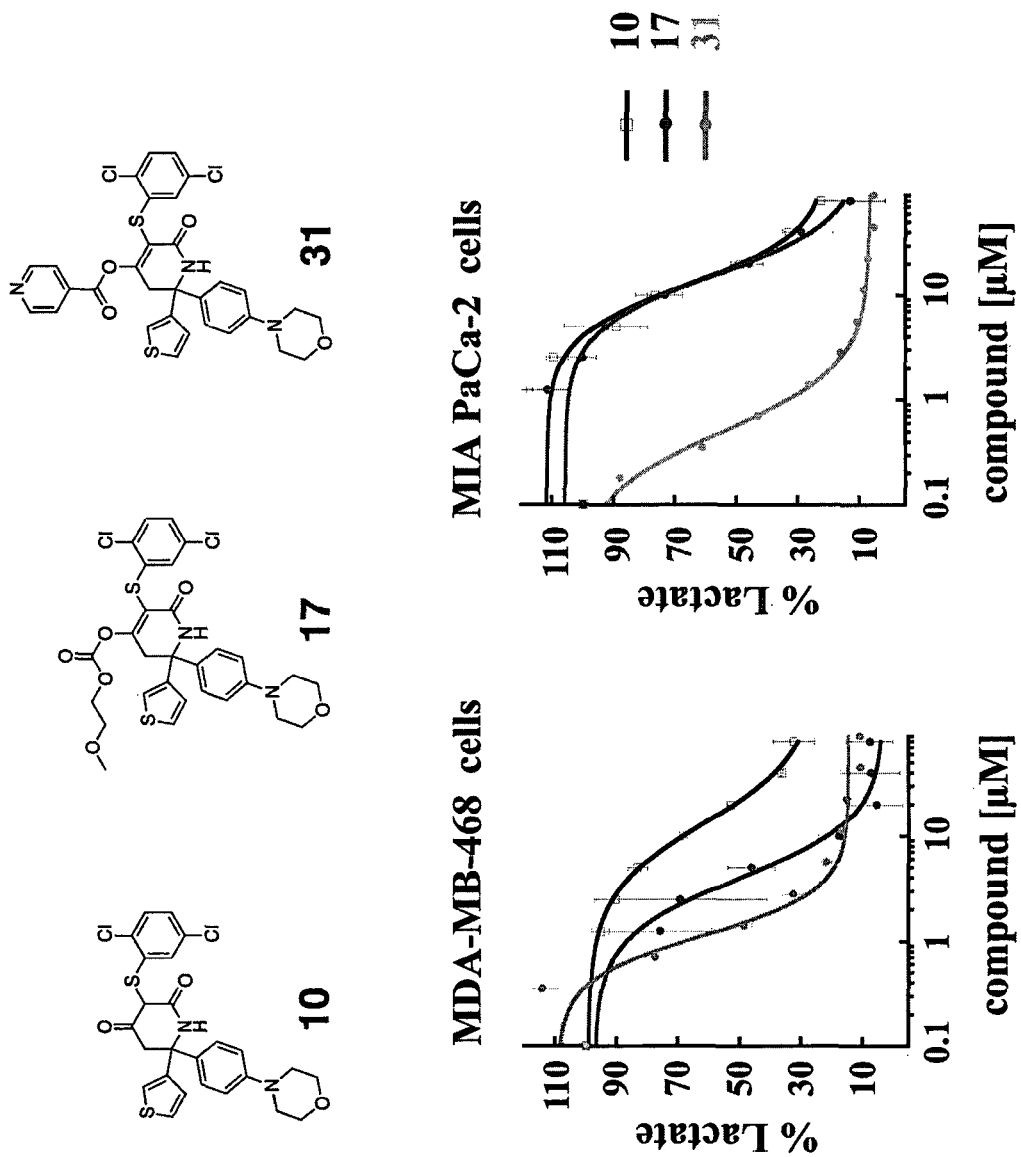 10
17
31
MDA-MB-468 cells
MIA PaCa-2 cells
% Lactate
110
90
70
50
30
10
0.1
1
10
compound [µM]
% Lactate
110
90
70
50
30
10
0.1
1
10
compound [µM]
10
17
31
S
N
O
NH
O
O
S
Cl
Cl
O
O
O
O
S
N
O
NH
O
S
Cl
Cl
N
O
O
S
N
O
NH
O
S
Cl
Cl